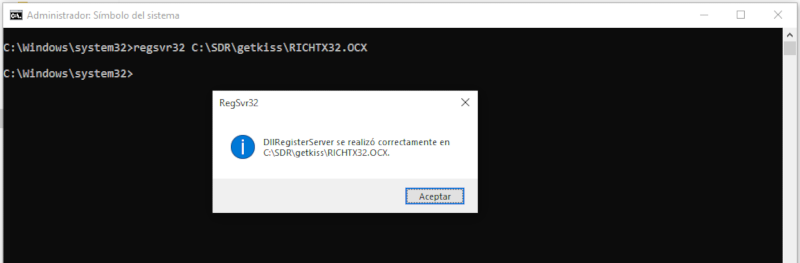 Administrador: Símbolo del sistema
C:\Windows\system32>regsvr32 C:\SDR\getkiss\RICHTX32.OCX
C:\Windows\system32>
RegSvr32
DllRegisterServer se realizó correctamente en
C:\SDR\getkiss\RICHTX32.OCX.
Aceptar